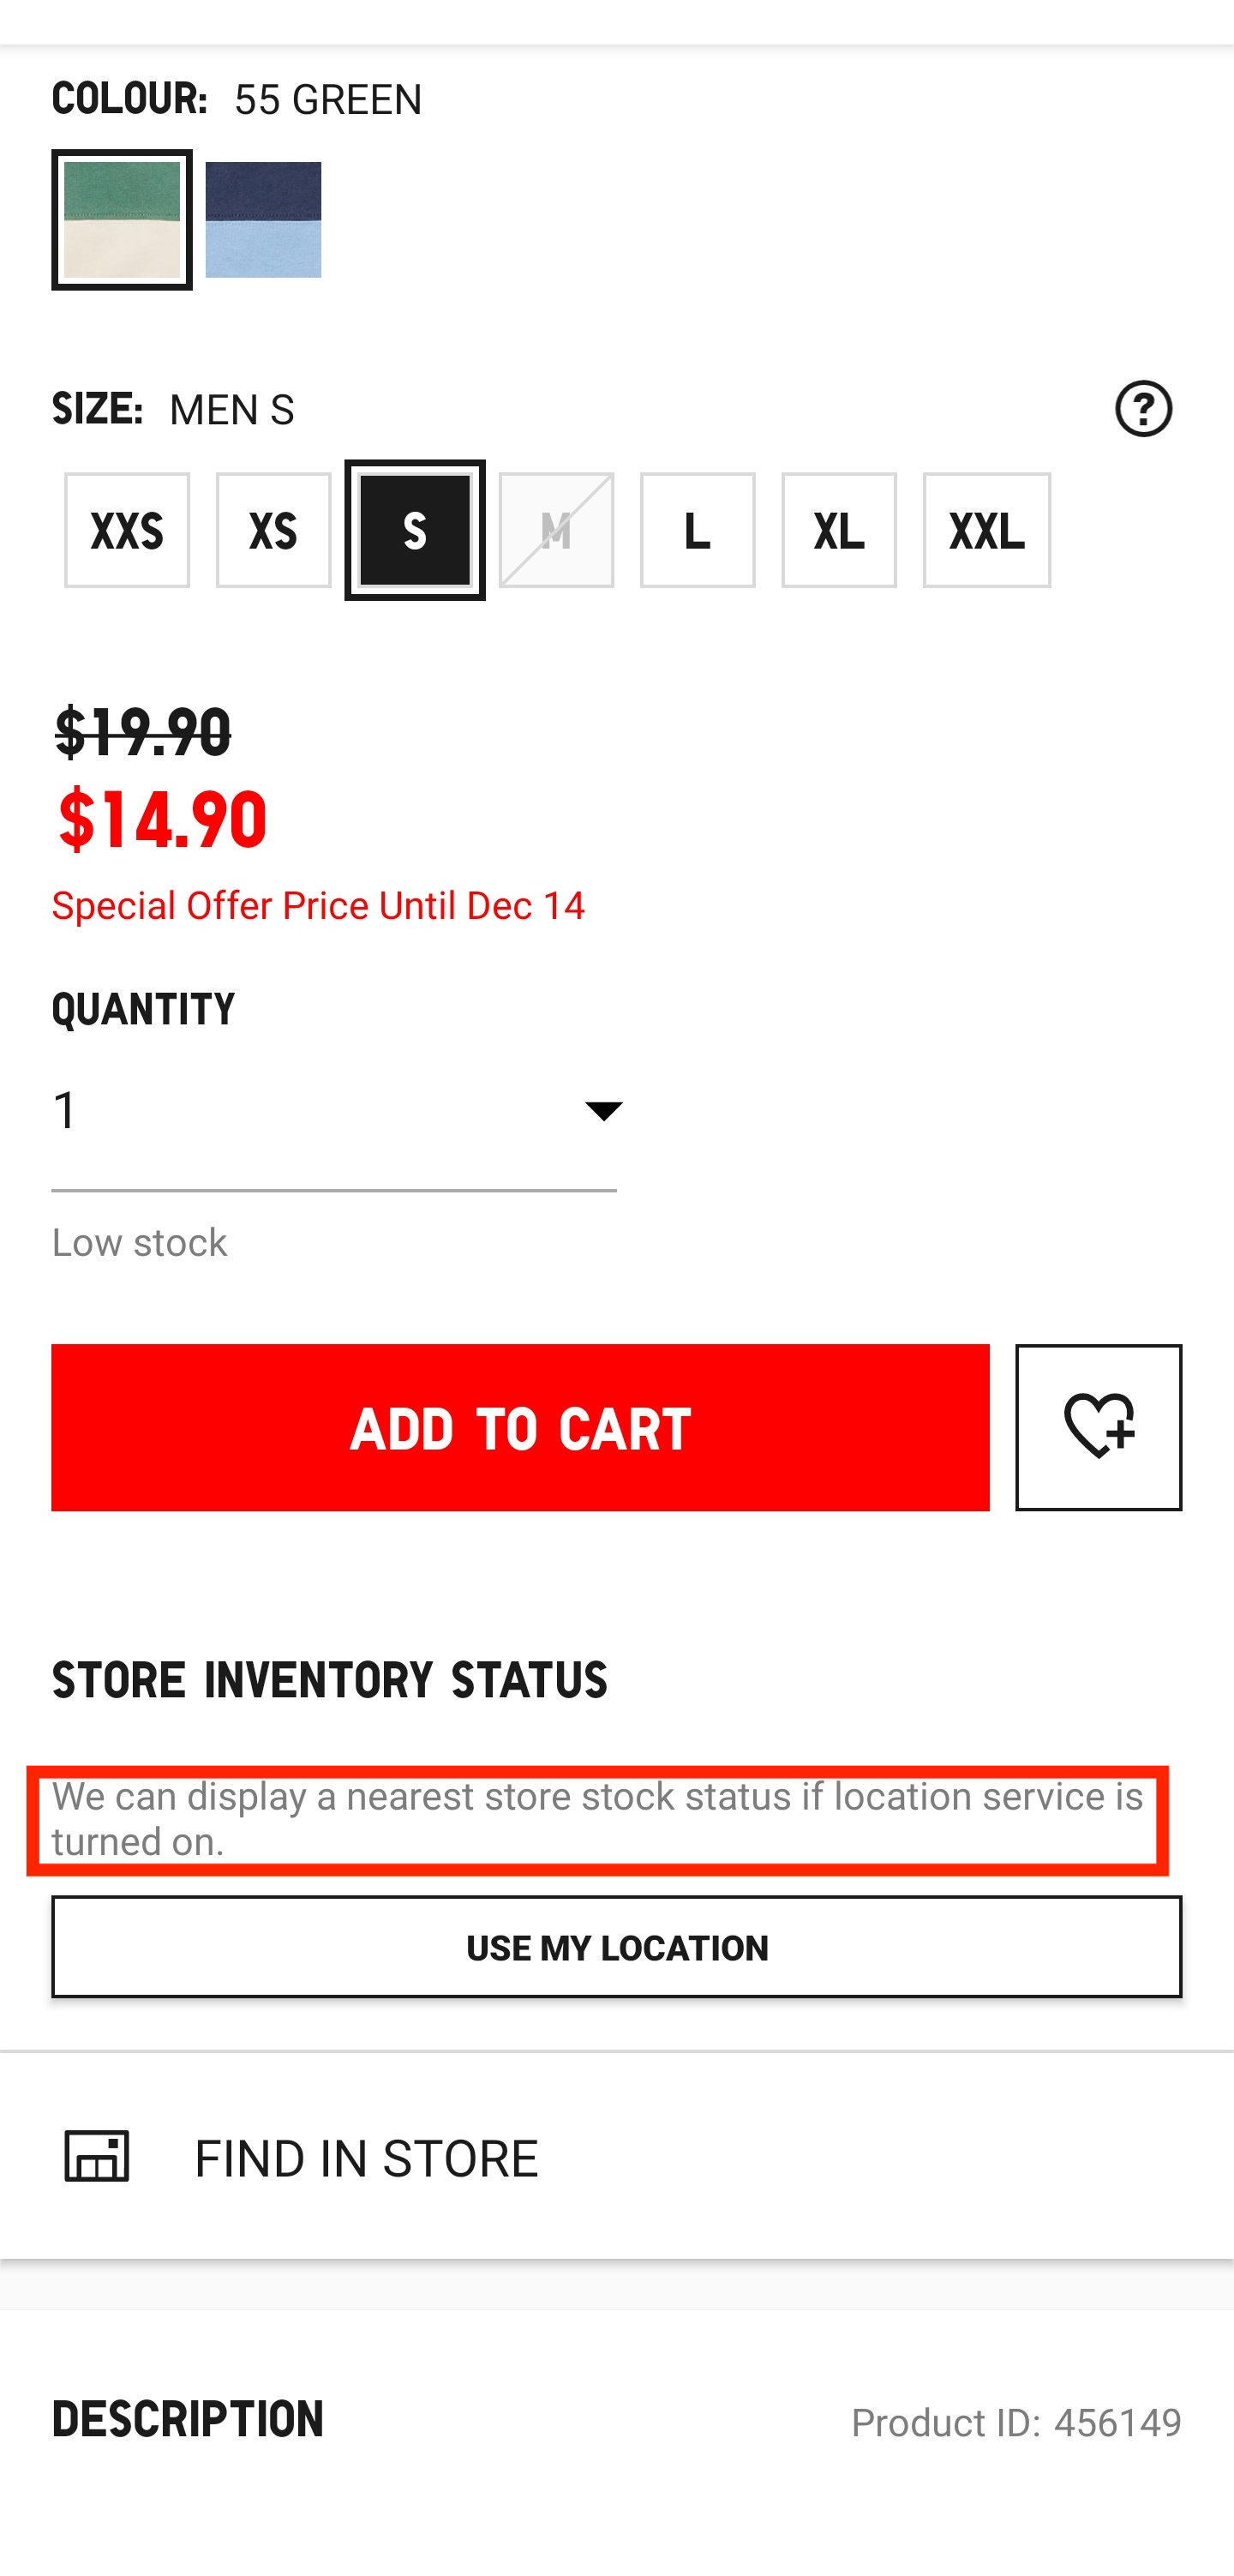 COLOUR: 55 GREEN
SIZE: MEN S
?
XXS XS S M L XL XXL
$19.90
$14.90
Special Offer Price Until Dec 14
QUANTITY
1
Low stock
ADD TO CART
STORE INVENTORY STATUS
We can display a nearest store stock status if location service is
turned on.
USE MY LOCATION
FIND IN STORE
DESCRIPTION Product ID: 456149